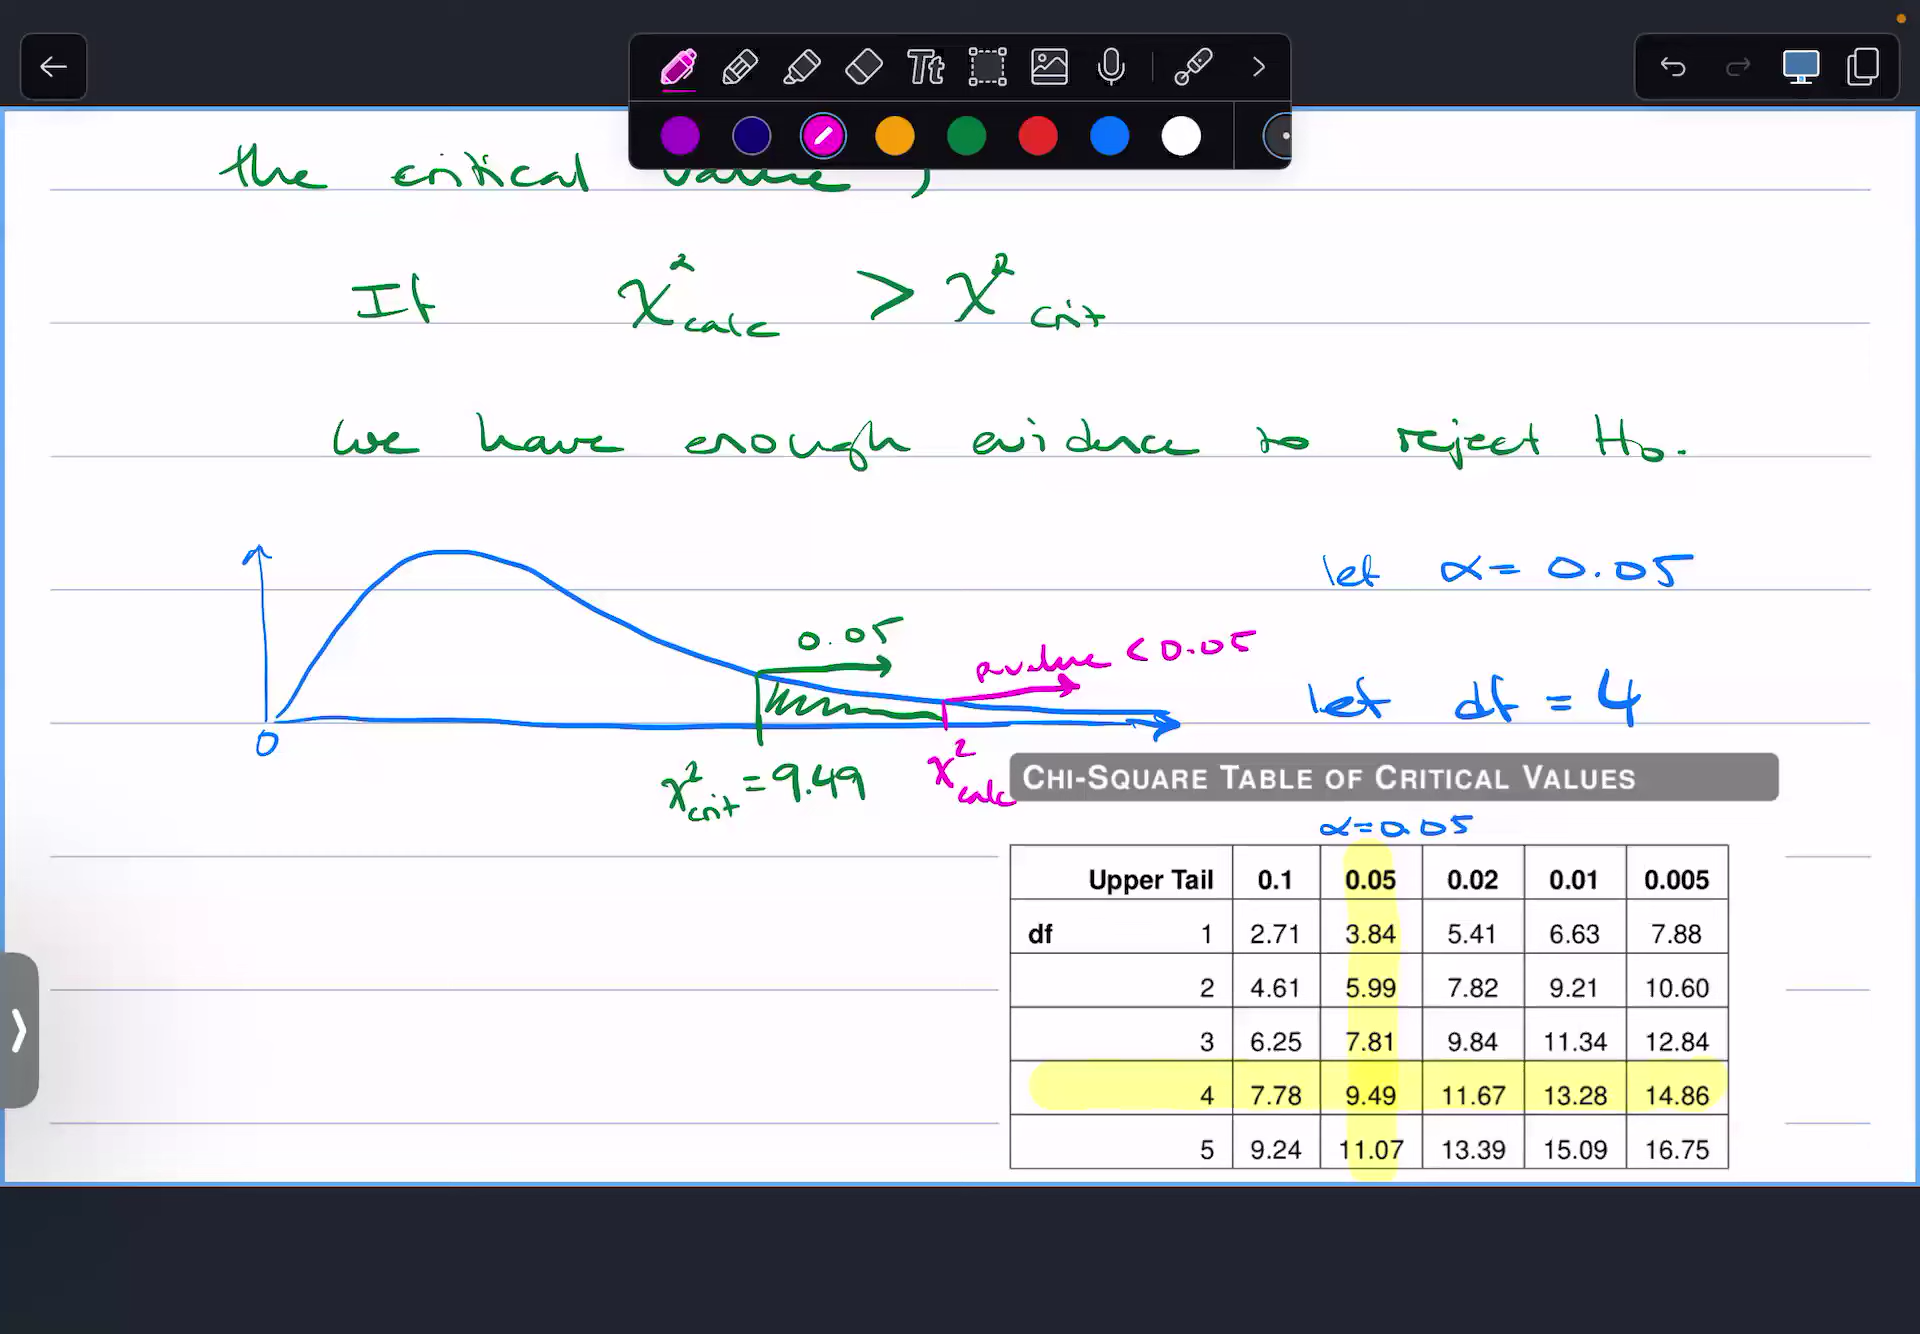 Tt
the critical value,
If χ²calc > χ²crit
we have enough evidence to reject H₀.
let α = 0.05
0.05
pvalue < 0.05
let df = 4
0
χ²crit = 9.49
χ²calc
CHI-SQUARE TABLE OF CRITICAL VALUES
α=0.05
Upper Tail 0.1 0.05 0.02 0.01 0.005
df 1 2.71 3.84 5.41 6.63 7.88
2 4.61 5.99 7.82 9.21 10.60
3 6.25 7.81 9.84 11.34 12.84
4 7.78 9.49 11.67 13.28 14.86
5 9.24 11.07 13.39 15.09 16.75